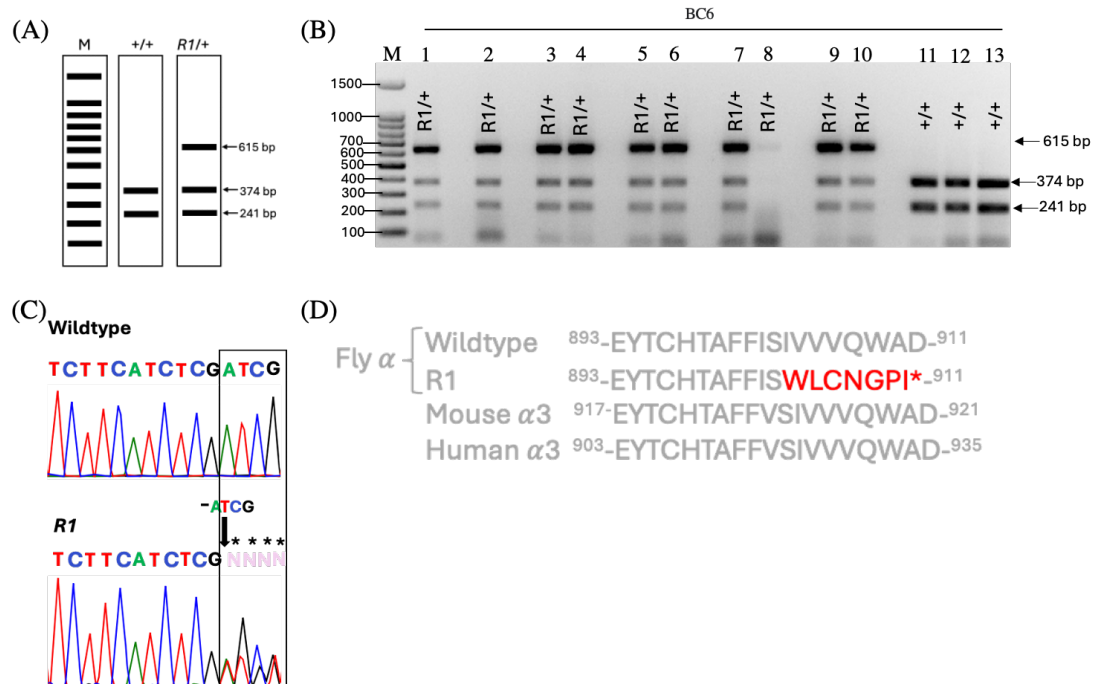 (A)
M +/+ R1/+
615 bp
374 bp
241 bp
(B)
BC6
M 1 2 3 4 5 6 7 8 9 10 11 12 13
1500
1000
700
600
500
400
300
200
100
R1/+ R1/+ R1/+ R1/+ R1/+ R1/+ R1/+ R1/+ R1/+ R1/+ +/+ +/+ +/+
615 bp
374 bp
241 bp
(C)
Wildtype
TCTTCATCTCGATCG
-ATCG
R1
* * * *
TCTTCATCTCGNNNN
(D)
Fly α
Wildtype 893-EYTCHTAFFISIVVVQWAD-911
R1 893-EYTCHTAFFISWLCNGPI*-911
Mouse α3 917-EYTCHTAFFVSIVVVQWAD-921
Human α3 903-EYTCHTAFFVSIVVVQWAD-935